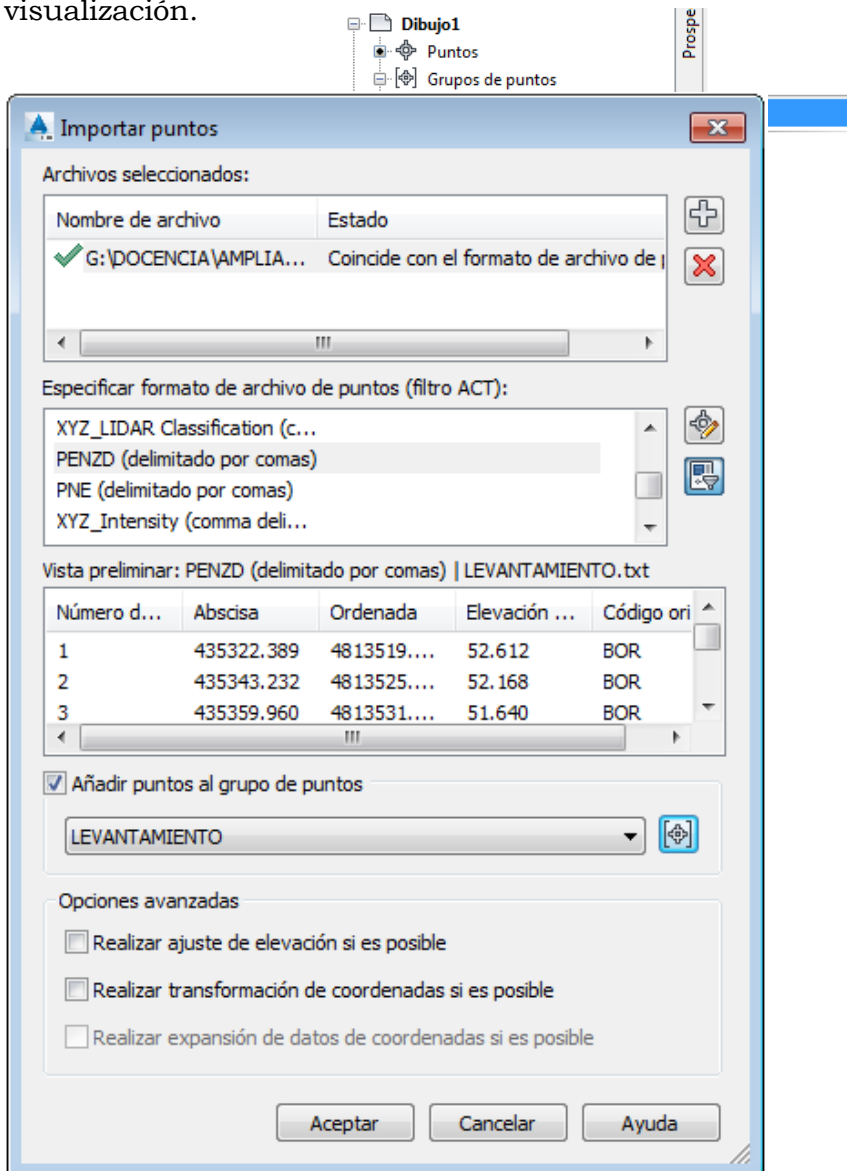 visualización.
Dibujo1
Puntos
Grupos de puntos
Prospe
Importar puntos
Archivos seleccionados:
Nombre de archivo Estado
G:\DOCENCIA\AMPLIA... Coincide con el formato de archivo de
Especificar formato de archivo de puntos (filtro ACT):
XYZ_LIDAR Classification (c...
PENZD (delimitado por comas)
PNE (delimitado por comas)
XYZ_Intensity (comma deli...
Vista preliminar: PENZD (delimitado por comas) | LEVANTAMIENTO.txt
Número d... Abscisa Ordenada Elevación ... Código ori
1 435322.389 4813519.... 52.612 BOR
2 435343.232 4813525.... 52.168 BOR
3 435359.960 4813531.... 51.640 BOR
Añadir puntos al grupo de puntos
LEVANTAMIENTO
Opciones avanzadas
Realizar ajuste de elevación si es posible
Realizar transformación de coordenadas si es posible
Realizar expansión de datos de coordenadas si es posible
Aceptar Cancelar Ayuda